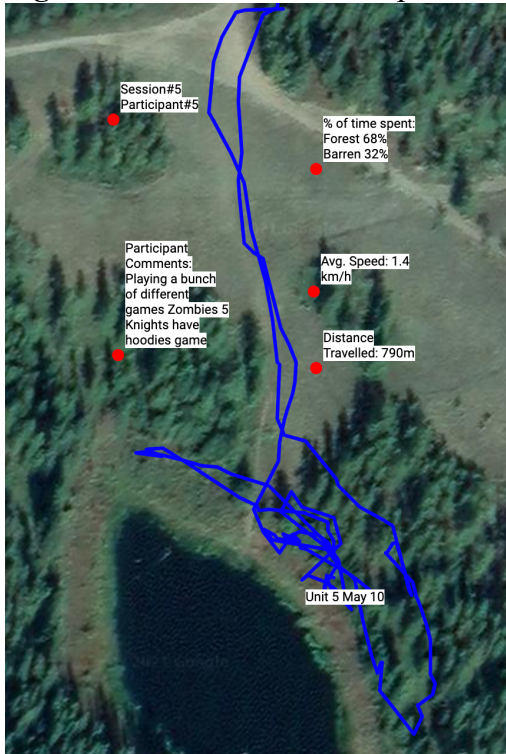 Session#5
Participant#5
% of time spent:
Forest 68%
Barren 32%
Participant
Comments:
Playing a bunch
of different
games Zombies 5
Knights have
hoodies game
Avg. Speed: 1.4
km/h
Distance
Travelled: 790m
Unit 5 May 10